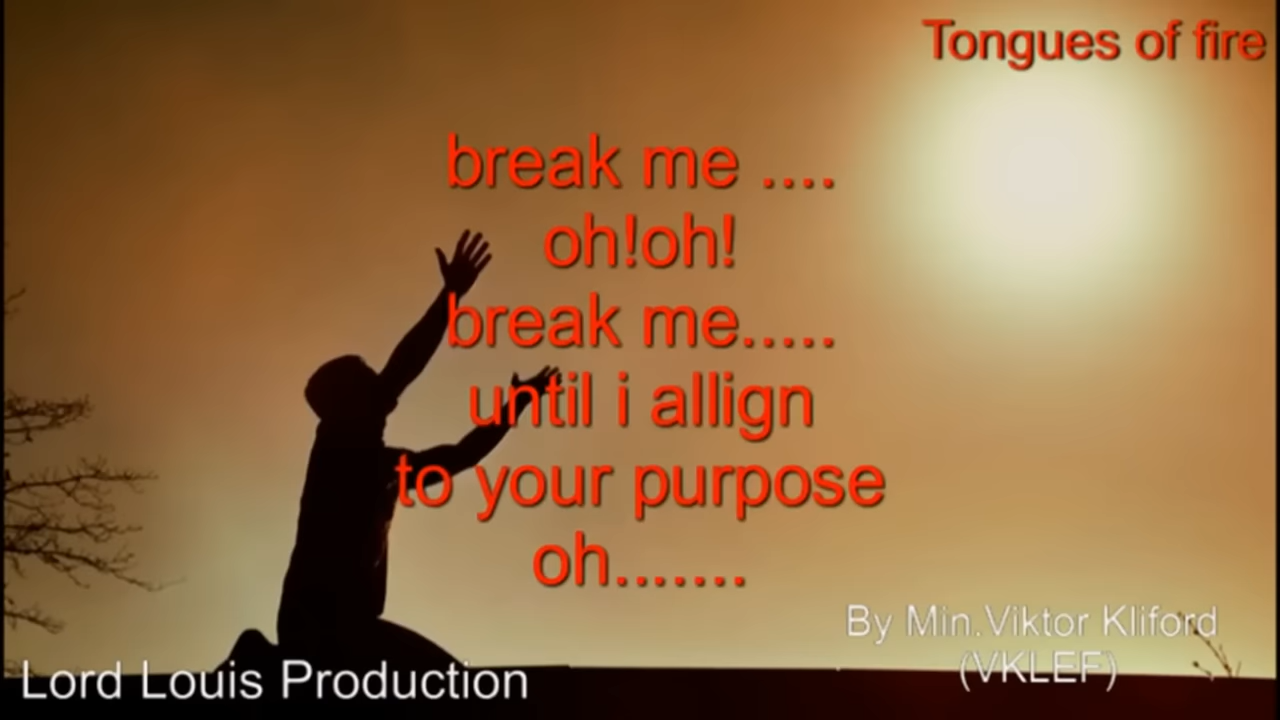 Tongues of fire
break me ....
oh!oh!
break me.....
until i allign
to your purpose
oh.......
By Min.Viktor Kliford
(VKLEF)
Lord Louis Production